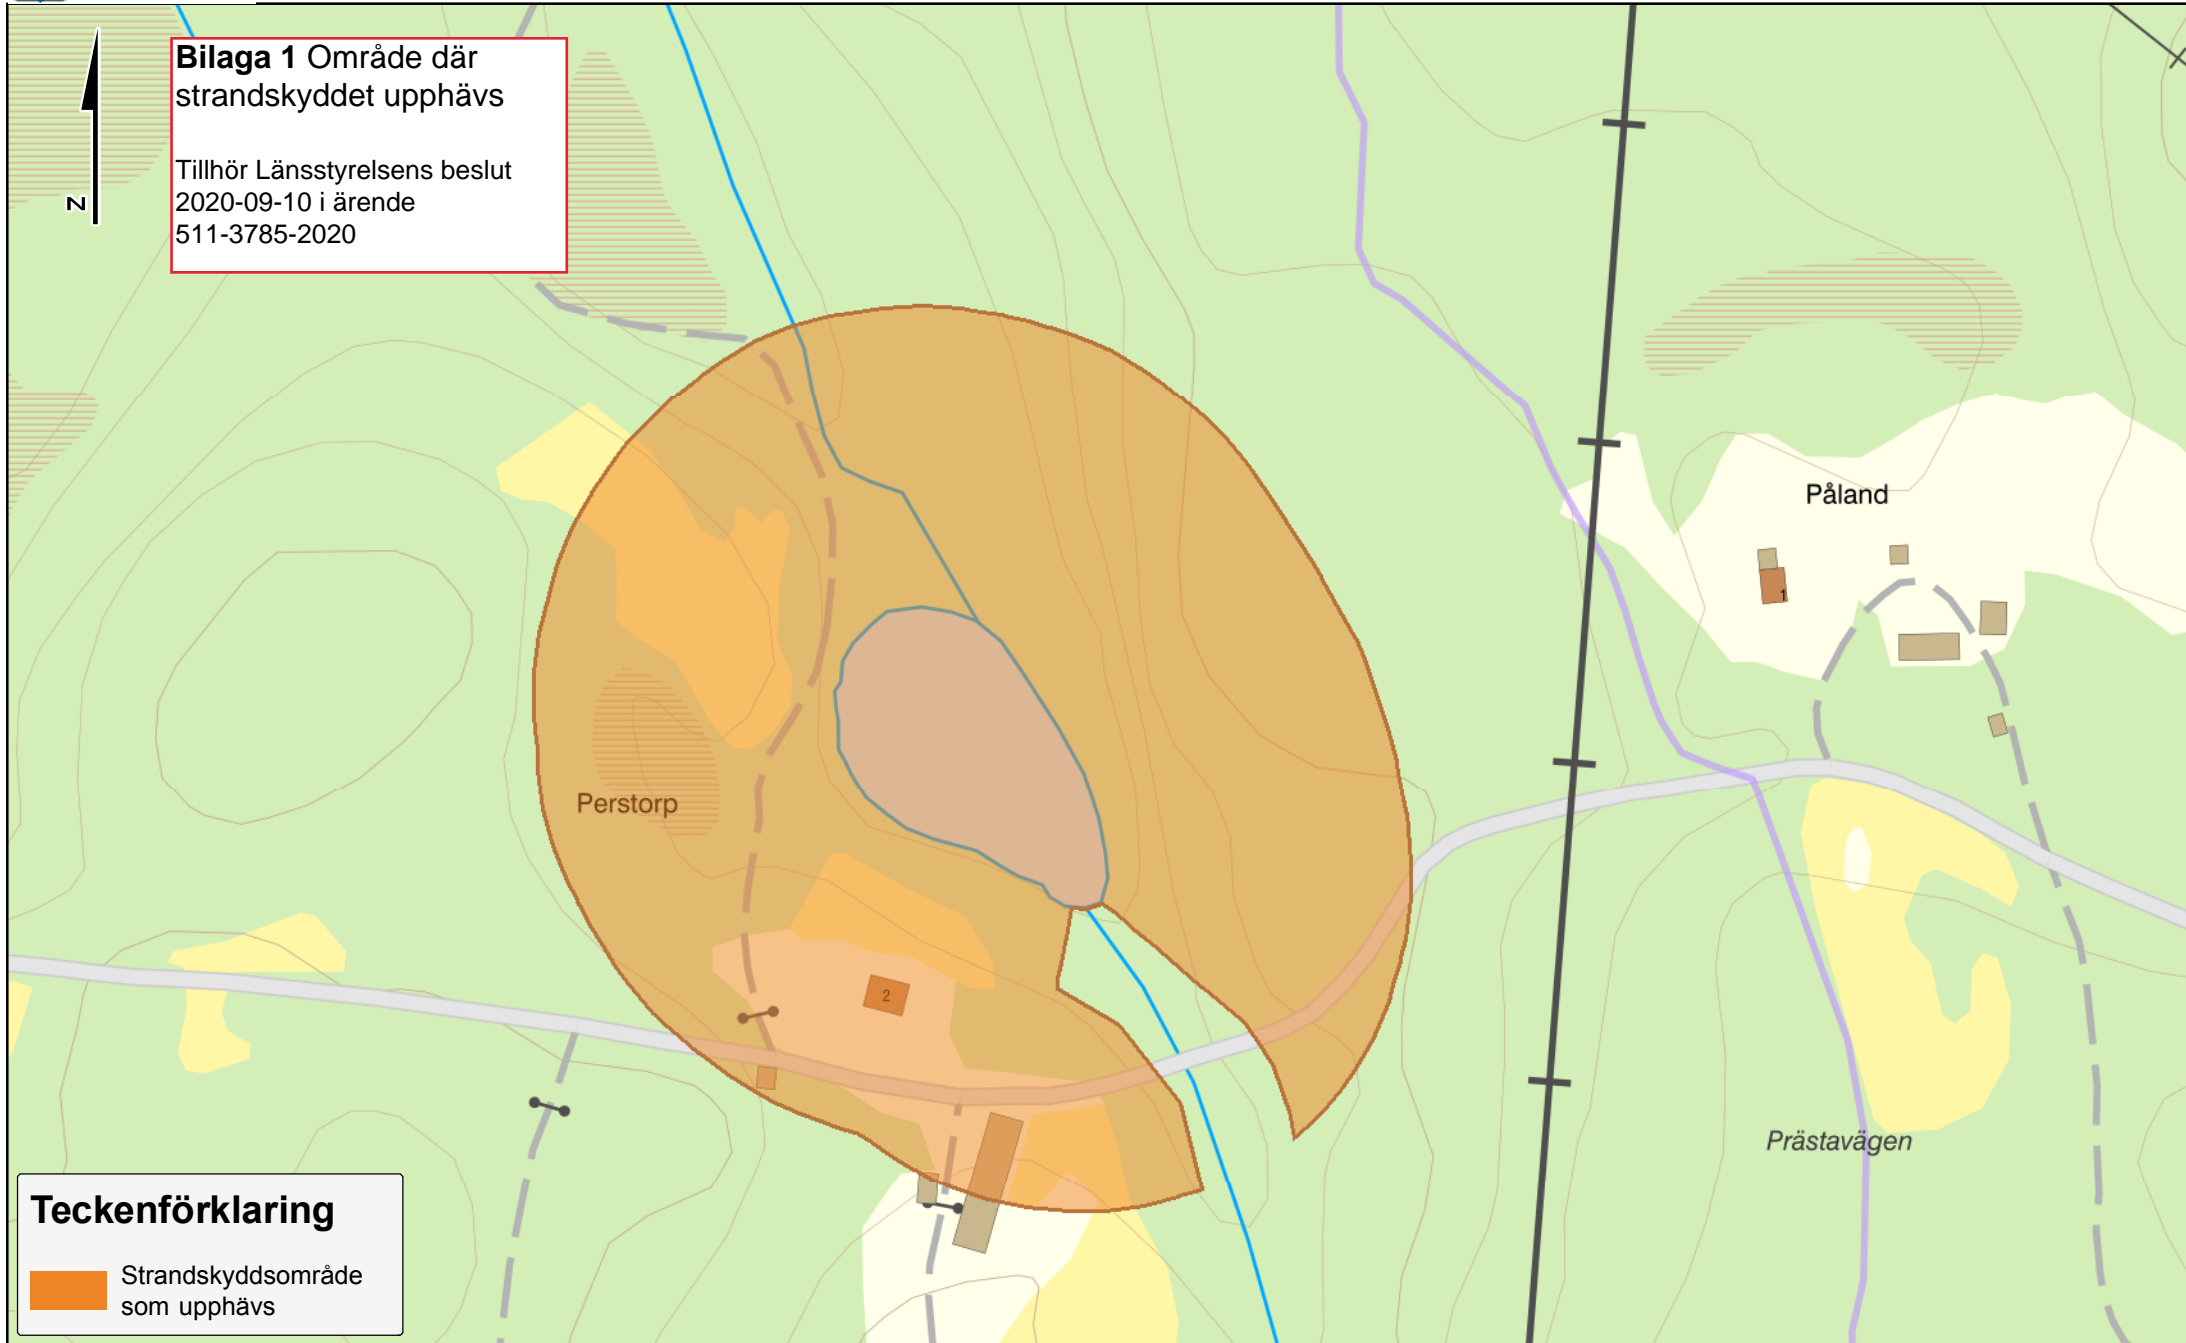 Bilaga 1 Område där
strandskyddet upphävs
Tillhör Länsstyrelsens beslut
2020-09-10 i ärende
511-3785-2020
N
Påland
1
Perstorp
2
Prästavägen
Teckenförklaring
Strandskyddsområde
som upphävs